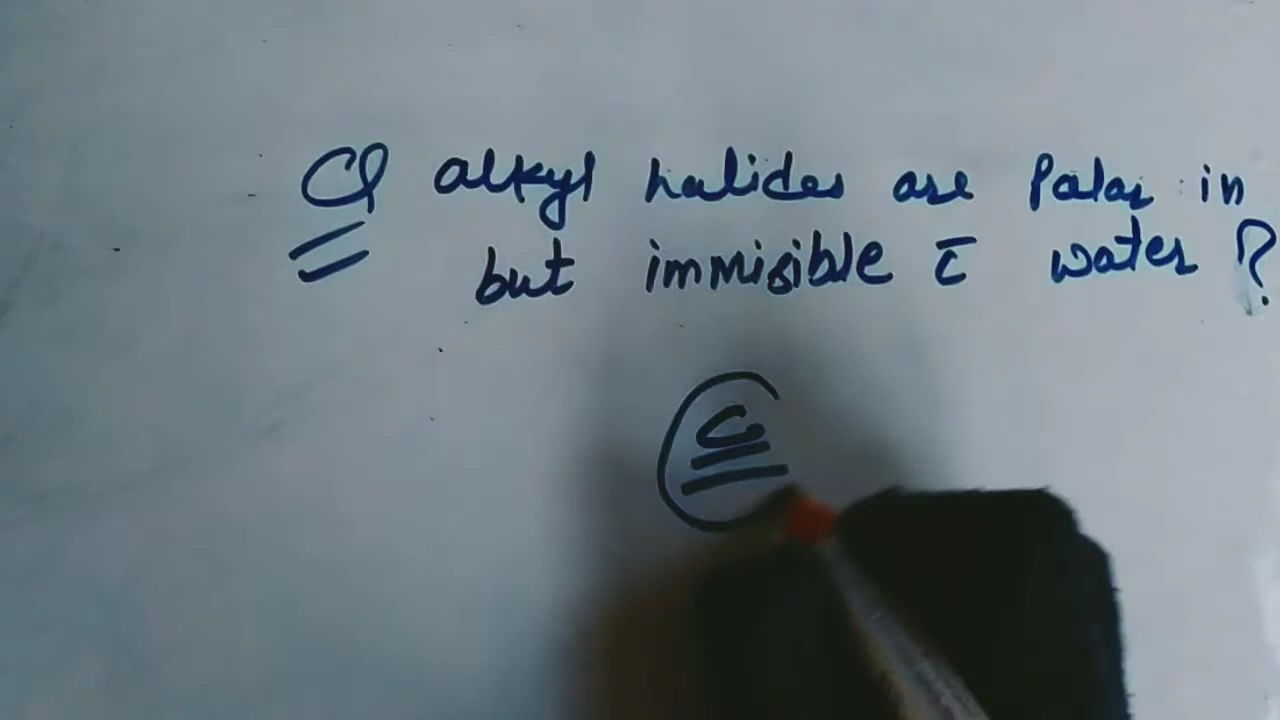 Q alkyl halides are Polar in
but immisible c̄ water ?
C